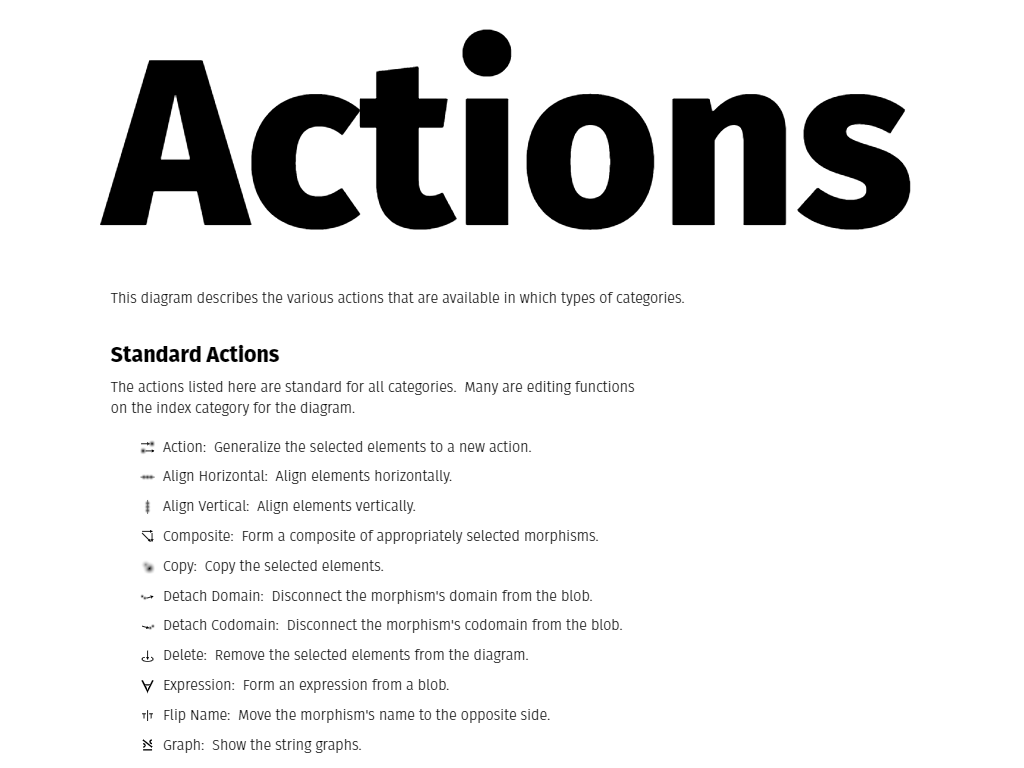 Actions
This diagram describes the various actions that are available in which types of categories.
Standard Actions
The actions listed here are standard for all categories.  Many are editing functions
on the index category for the diagram.
Action:  Generalize the selected elements to a new action.
Align Horizontal:  Align elements horizontally.
Align Vertical:  Align elements vertically.
Composite:  Form a composite of appropriately selected morphisms.
Copy:  Copy the selected elements.
Detach Domain:  Disconnect the morphism's domain from the blob.
Detach Codomain:  Disconnect the morphism's codomain from the blob.
Delete:  Remove the selected elements from the diagram.
Expression:  Form an expression from a blob.
Flip Name:  Move the morphism's name to the opposite side.
Graph:  Show the string graphs.